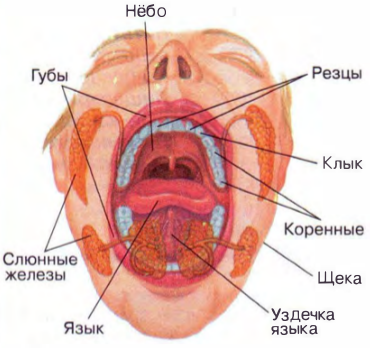 Нёбо
Губы
Резцы
Клык
Коренные
Слюнные
железы
Щека
Уздечка
языка
Язык